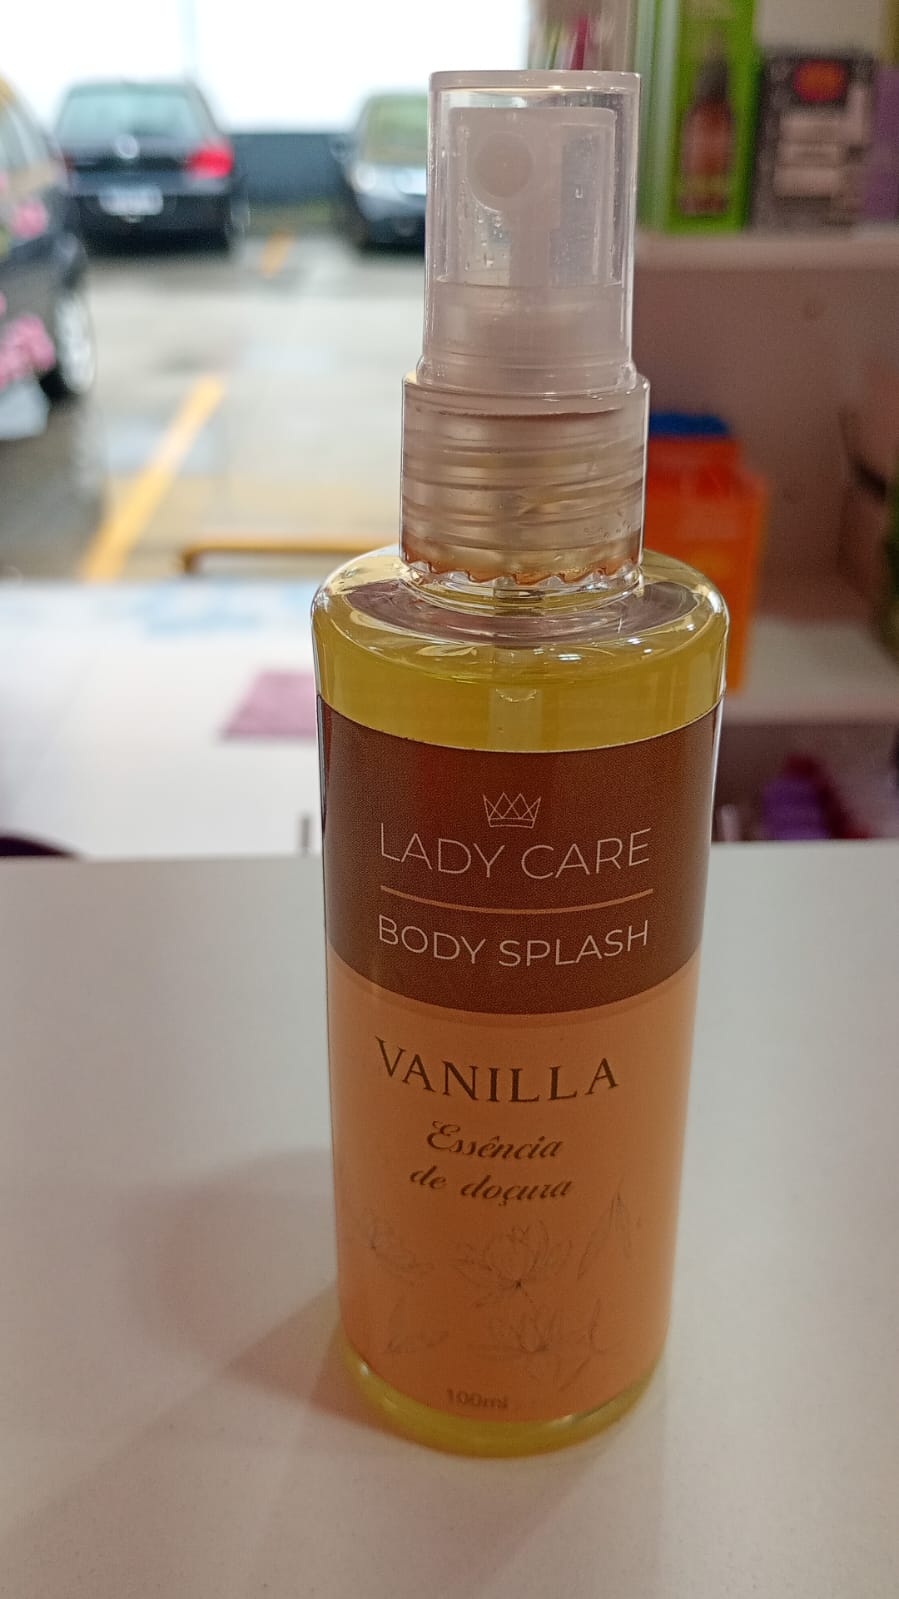 LADY CARE
BODY SPLASH
VANILLA
Essência
de doçura
100ml